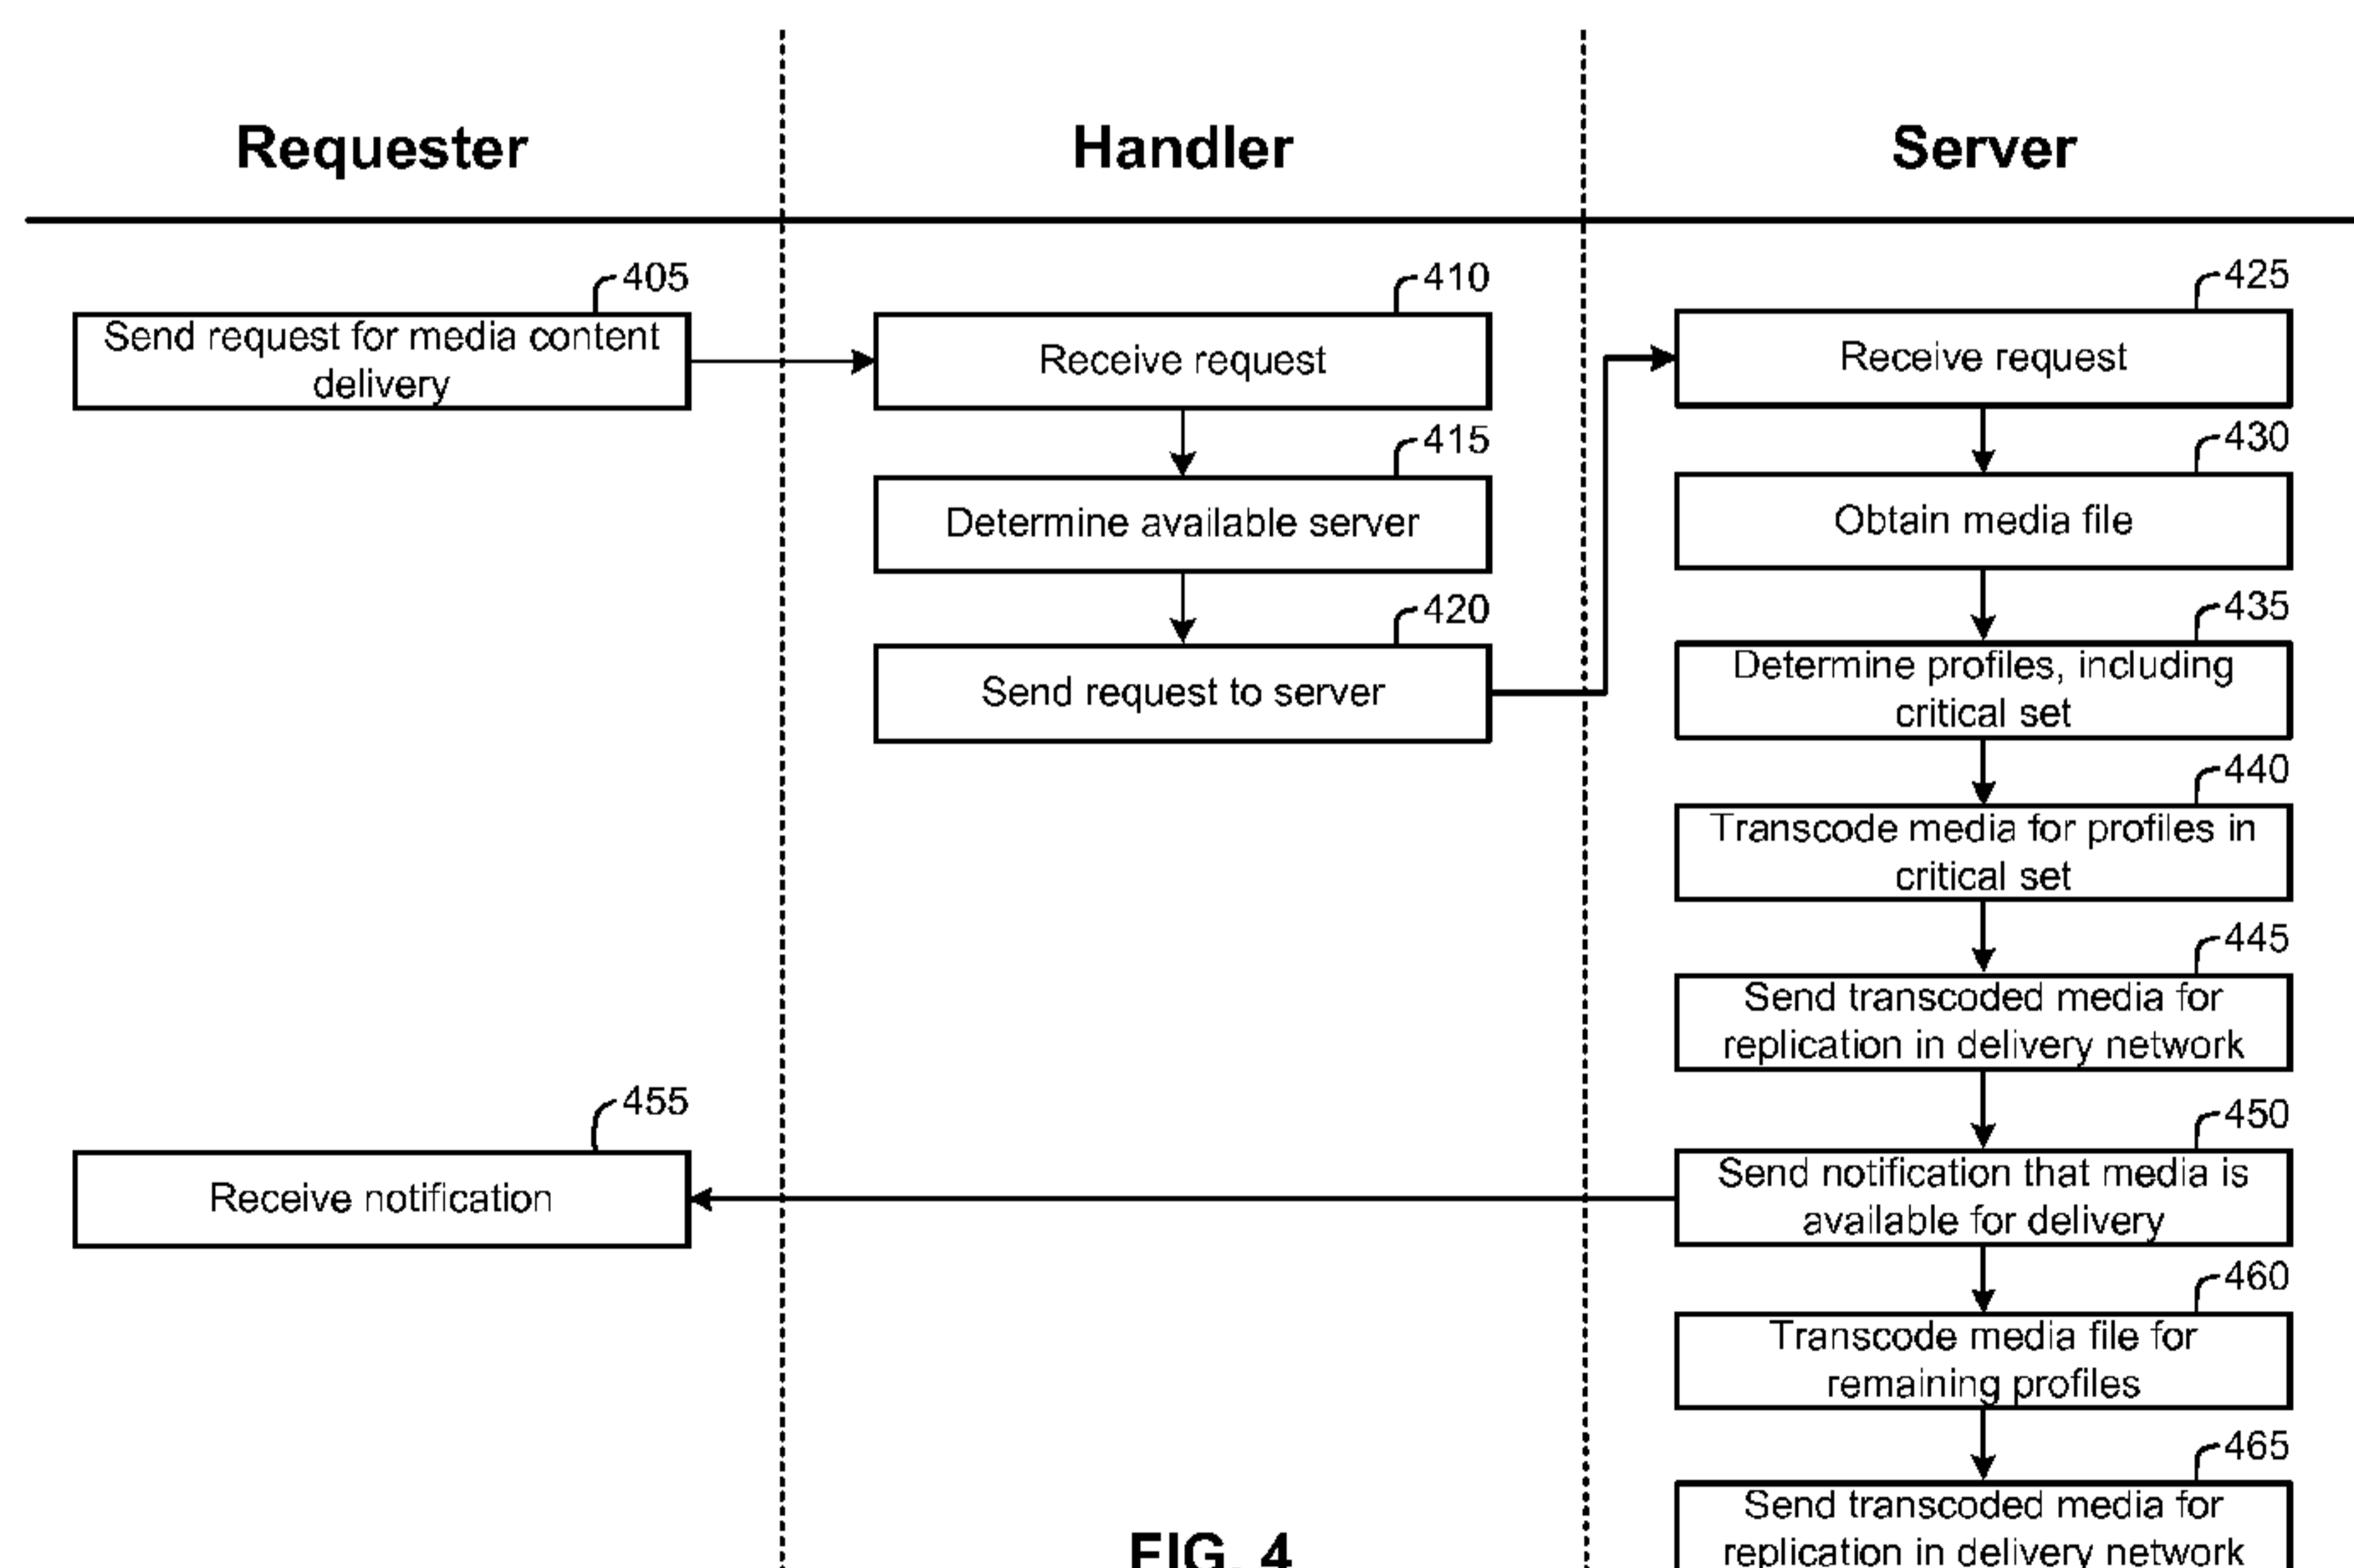 Requester
Handler
Server
405
Send request for media content
delivery
410
Receive request
415
Determine available server
420
Send request to server
425
Receive request
430
Obtain media file
435
Determine profiles, including
critical set
440
Transcode media for profiles in
critical set
445
Send transcoded media for
replication in delivery network
450
Send notification that media is
available for delivery
455
Receive notification
460
Transcode media file for
remaining profiles
465
Send transcoded media for
replication in delivery network
FIG. 4